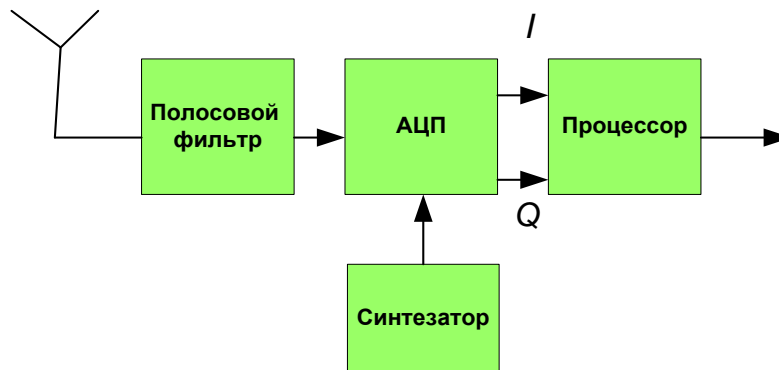 I
Полосовой
фильтр
АЦП
Процессор
Q
Синтезатор